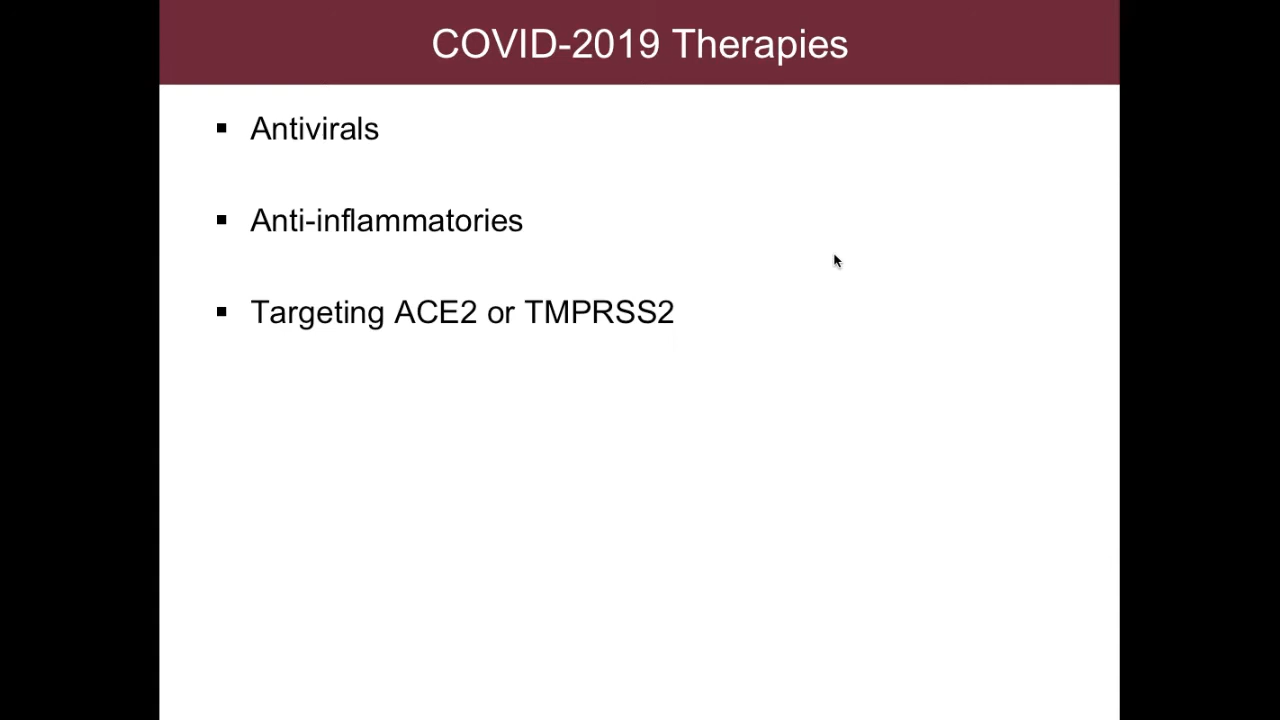 COVID-2019 Therapies
▪ Antivirals
▪ Anti-inflammatories
▪ Targeting ACE2 or TMPRSS2